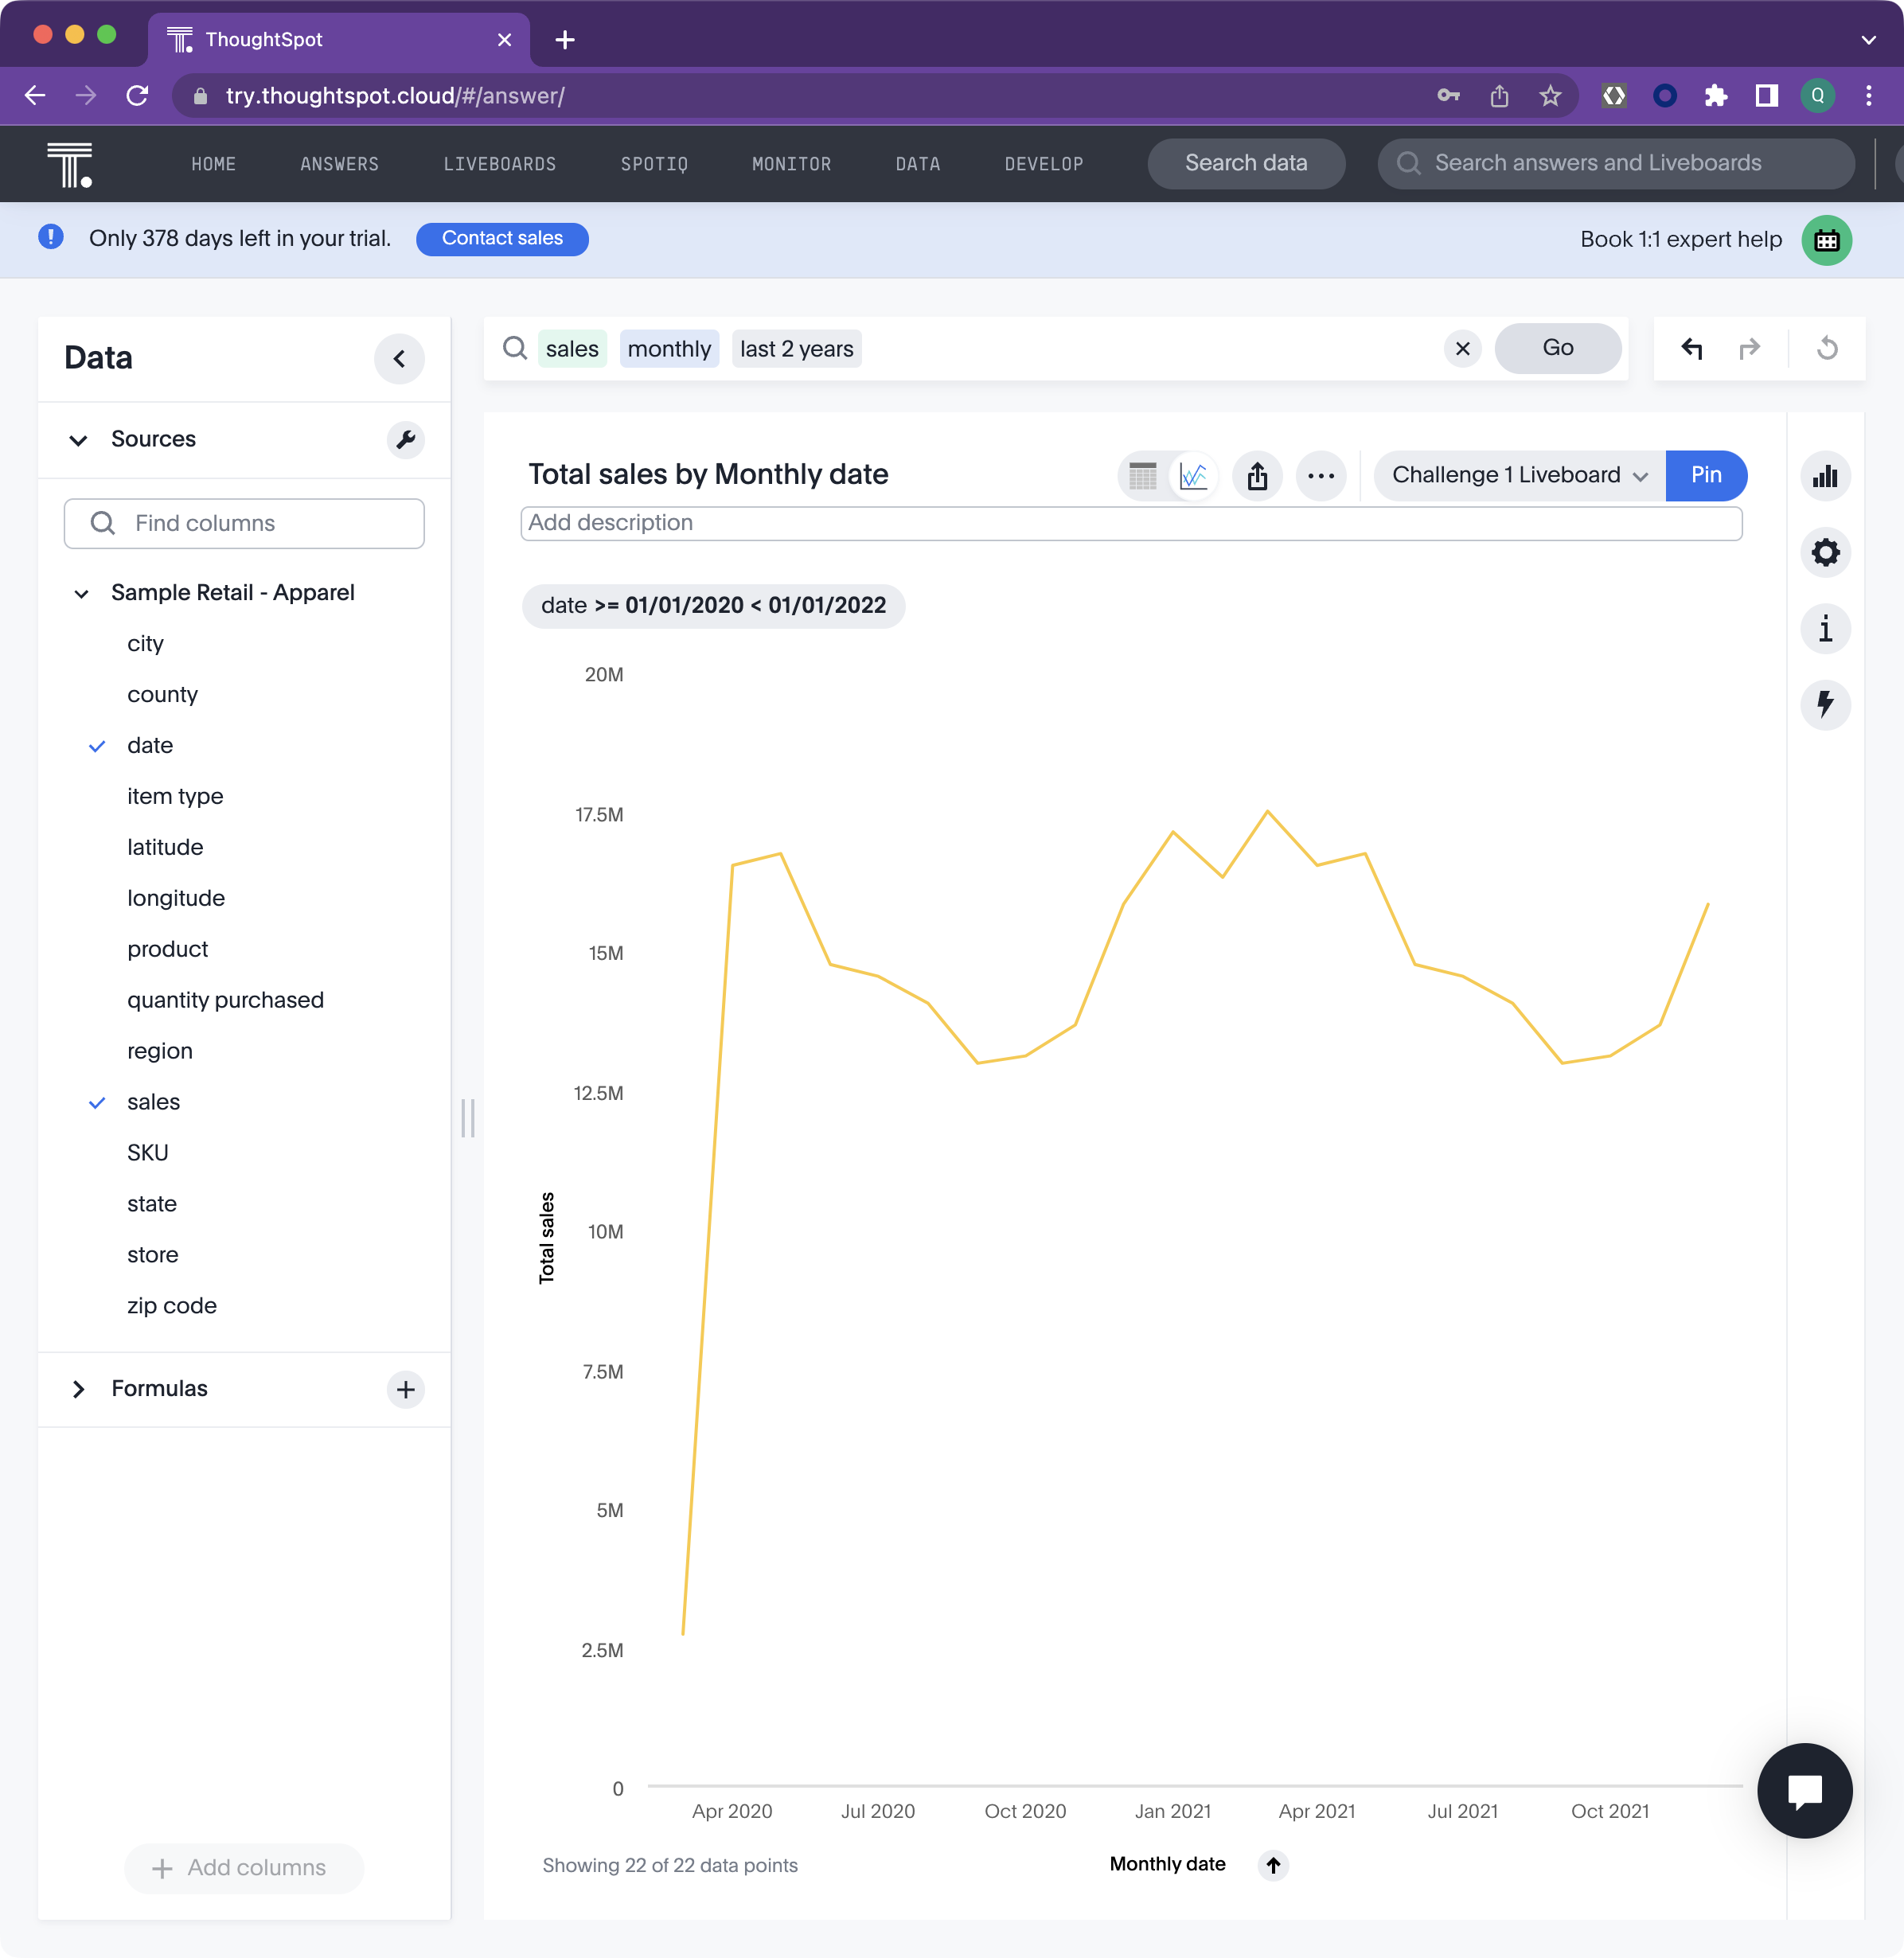 ThoughtSpot
try.thoughtspot.cloud/#/answer/
Q
HOME
ANSWERS
LIVEBOARDS
SPOTIQ
MONITOR
DATA
DEVELOP
Search data
Search answers and Liveboards
Only 378 days left in your trial.
Contact sales
Book 1:1 expert help
Data
Sources
Find columns
Sample Retail - Apparel
city
county
date
item type
latitude
longitude
product
quantity purchased
region
sales
SKU
state
store
zip code
Formulas
Add columns
sales monthly last 2 years
Go
Total sales by Monthly date
Challenge 1 Liveboard
Pin
Add description
date >= 01/01/2020 < 01/01/2022
20M
17.5M
15M
12.5M
10M
7.5M
5M
2.5M
0
Total sales
Apr 2020
Jul 2020
Oct 2020
Jan 2021
Apr 2021
Jul 2021
Oct 2021
Showing 22 of 22 data points
Monthly date